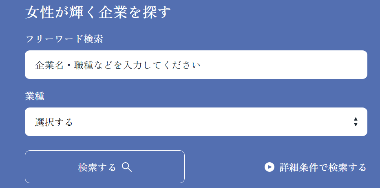 女性が輝く企業を探す
フリーワード検索
企業名・職種などを入力してください
業種
選択する
検索する
詳細条件で検索する